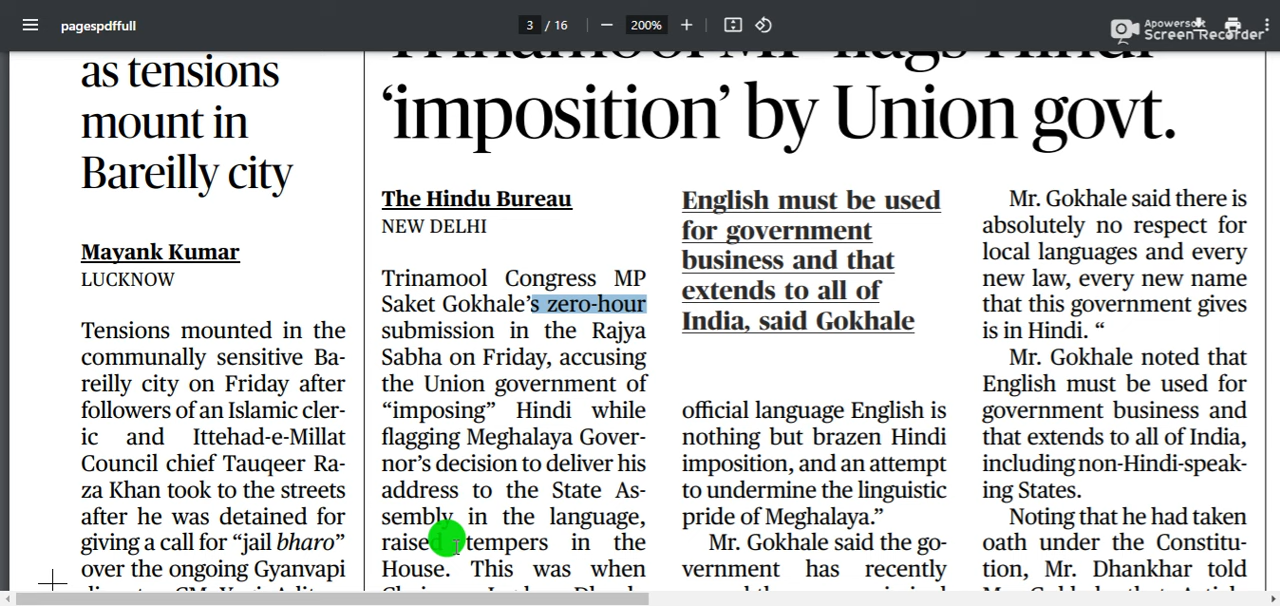 pagespdffull
3 / 16
200%
Apowersoft
Screen Recorder
as tensions
mount in
Bareilly city
Mayank Kumar
LUCKNOW
Tensions mounted in the
communally sensitive Ba-
reilly city on Friday after
followers of an Islamic cler-
ic and Ittehad-e-Millat
Council chief Tauqeer Ra-
za Khan took to the streets
after he was detained for
giving a call for “jail bharo”
over the ongoing Gyanvapi
Trinamool MP flags Hindi
‘imposition’ by Union govt.
The Hindu Bureau
NEW DELHI
Trinamool Congress MP
Saket Gokhale’s zero-hour
submission in the Rajya
Sabha on Friday, accusing
the Union government of
“imposing” Hindi while
flagging Meghalaya Gover-
nor’s decision to deliver his
address to the State As-
sembly in the language,
raised tempers in the
House. This was when
English must be used
for government
business and that
extends to all of
India, said Gokhale
official language English is
nothing but brazen Hindi
imposition, and an attempt
to undermine the linguistic
pride of Meghalaya.”
Mr. Gokhale said the go-
vernment has recently
Mr. Gokhale said there is
absolutely no respect for
local languages and every
new law, every new name
that this government gives
is in Hindi. “
Mr. Gokhale noted that
English must be used for
government business and
that extends to all of India,
including non-Hindi-speak-
ing States.
Noting that he had taken
oath under the Constitu-
tion, Mr. Dhankhar told